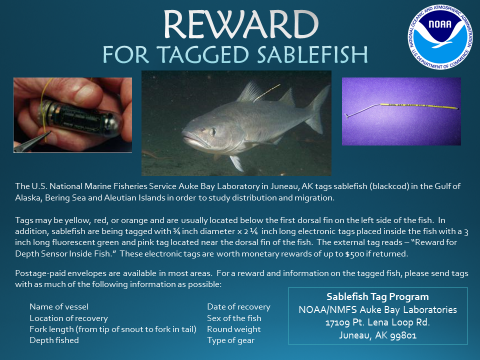 REWARD
FOR TAGGED SABLEFISH
NOAA
The U.S. National Marine Fisheries Service Auke Bay Laboratory in Juneau, AK tags sablefish (blackcod) in the Gulf of
Alaska, Bering Sea and Aleutian Islands in order to study distribution and migration.
Tags may be yellow, red, or orange and are usually located below the first dorsal fin on the left side of the fish. In
addition, sablefish are being tagged with ¾ inch diameter x 2 ¼ inch long electronic tags placed inside the fish with a 3
inch long fluorescent green and pink tag located near the dorsal fin of the fish. The external tag reads – “Reward for
Depth Sensor Inside Fish.” These electronic tags are worth monetary rewards of up to $500 if returned.
Postage-paid envelopes are available in most areas. For a reward and information on the tagged fish, please send tags
with as much of the following information as possible:
Name of vessel
Location of recovery
Fork length (from tip of snout to fork in tail)
Depth fished
Date of recovery
Sex of the fish
Round weight
Type of gear
Sablefish Tag Program
NOAA/NMFS Auke Bay Laboratories
17109 Pt. Lena Loop Rd.
Juneau, AK 99801